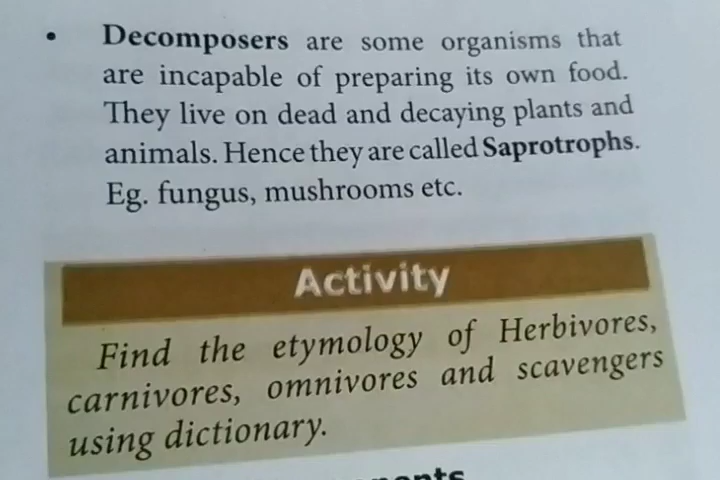 • Decomposers are some organisms that
are incapable of preparing its own food.
They live on dead and decaying plants and
animals. Hence they are called Saprotrophs.
Eg. fungus, mushrooms etc.
Activity
Find the etymology of Herbivores,
carnivores, omnivores and scavengers
using dictionary.